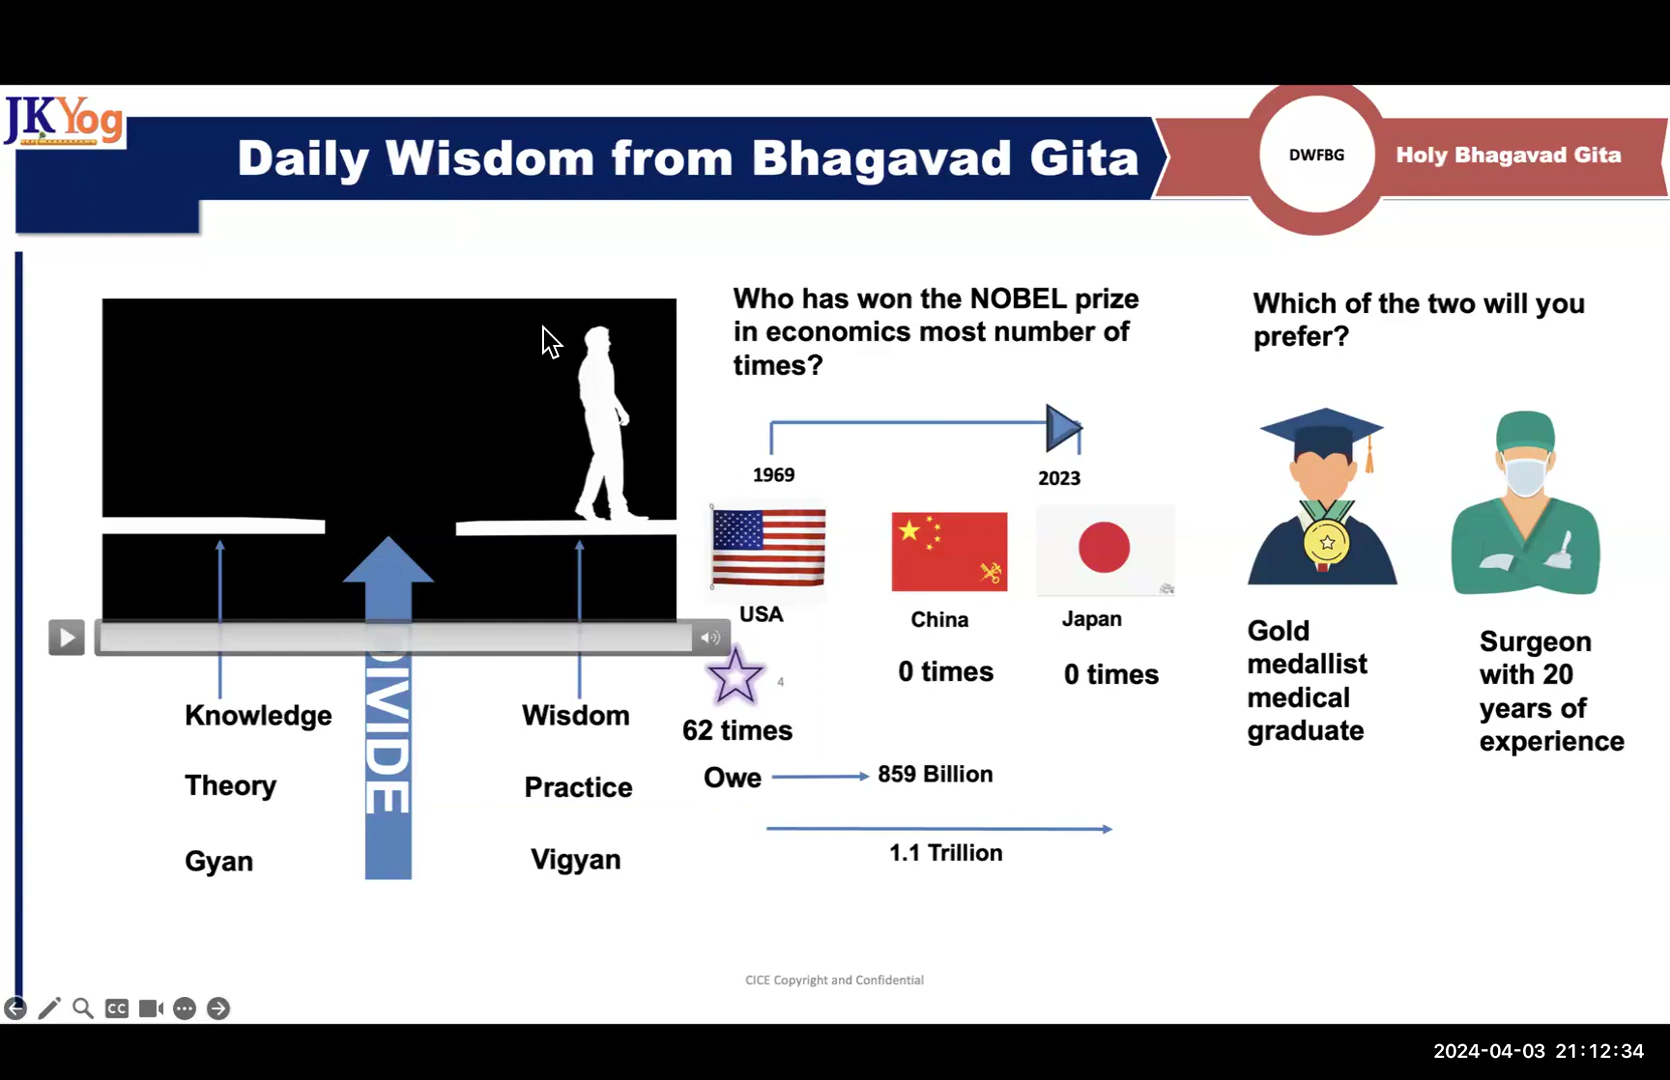 JKYog
Daily Wisdom from Bhagavad Gita
DWFBG
Holy Bhagavad Gita
Who has won the NOBEL prize
in economics most number of
times?
1969
2023
USA
China
Japan
4
62 times
0 times
0 times
Owe
859 Billion
1.1 Trillion
Which of the two will you
prefer?
Gold
medallist
medical
graduate
Surgeon
with 20
years of
experience
DIVIDE
Knowledge
Wisdom
Theory
Practice
Gyan
Vigyan
CICE Copyright and Confidential
CC
2024-04-03 21:12:34